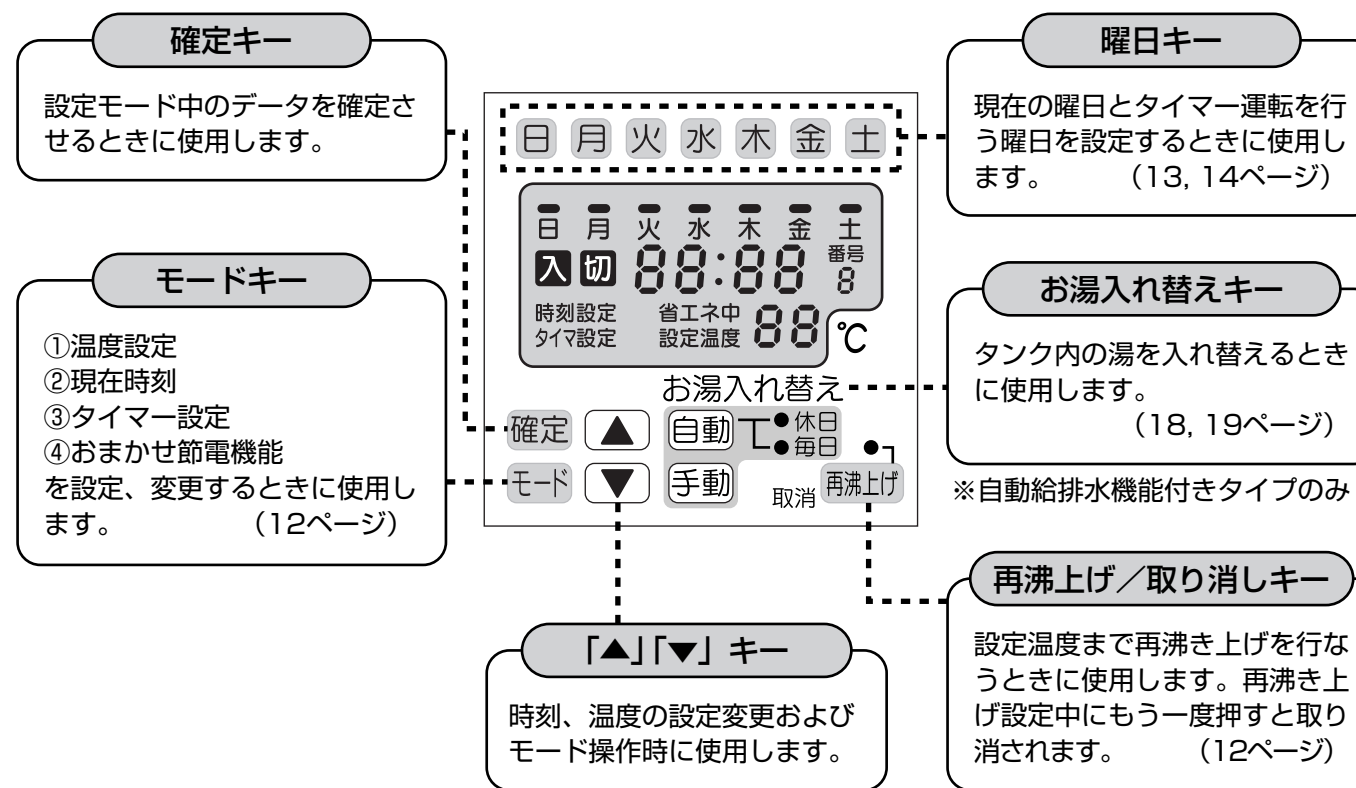 確定キー
設定モード中のデータを確定さ
せるときに使用します。
モードキー
①温度設定
②現在時刻
③タイマー設定
④おまかせ節電機能
を設定、変更するときに使用し
ます。 （12ページ）
日 月 火 水 木 金 土
日 月 火 水 木 金 土
入 切 88:88 番号
8
時刻設定 省エネ中
タイマ設定 設定温度 88 ℃
お湯入れ替え
確定 ▲ 自動 ●休日
●毎日 ●
モード ▼ 手動 取消 再沸上げ
「▲」「▼」キー
時刻、温度の設定変更および
モード操作時に使用します。
曜日キー
現在の曜日とタイマー運転を行
う曜日を設定するときに使用し
ます。 （13, 14ページ）
お湯入れ替えキー
タンク内の湯を入れ替えるとき
に使用します。
（18, 19ページ）
※自動給排水機能付きタイプのみ
再沸上げ／取り消しキー
設定温度まで再沸き上げを行な
うときに使用します。再沸き上
げ設定中にもう一度押すと取り
消されます。 （12ページ）